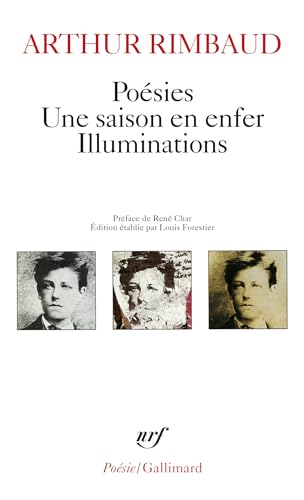 ARTHUR RIMBAUD
Poésies
Une saison en enfer
Illuminations
Préface de René Char
Édition établie par Louis Forestier
nrf
Poésie/Gallimard